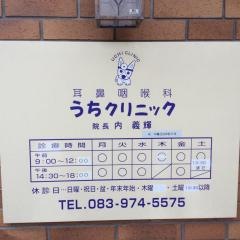 UCHI CLINIC
耳鼻咽喉科
うちクリニック
院長 内 義輝
診療時間 月 火 水 木 金 土
午前
9:00~12:00 ○ ○ ○ ○ ○
午後
14:30~18:00 ○ ○ ○ ○
休診日…日曜・祝日・盆・年末年始・木曜 ・土曜 以降
TEL.083-974-5575